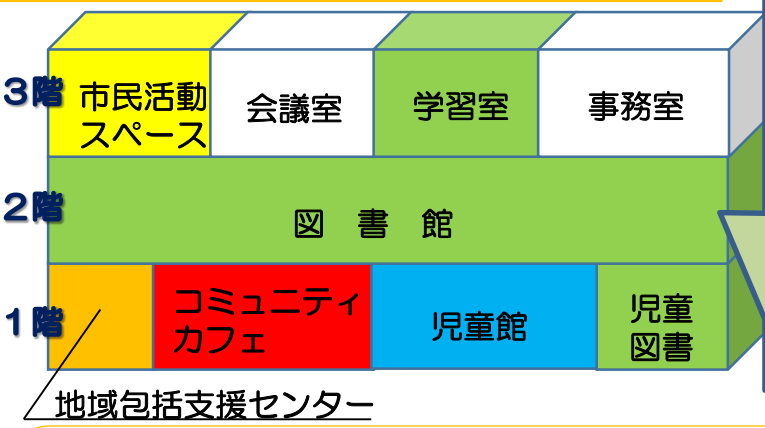 3階
市民活動
スペース
会議室
学習室
事務室
2階
図書館
1階
コミュニティ
カフェ
児童館
児童
図書
地域包括支援センター